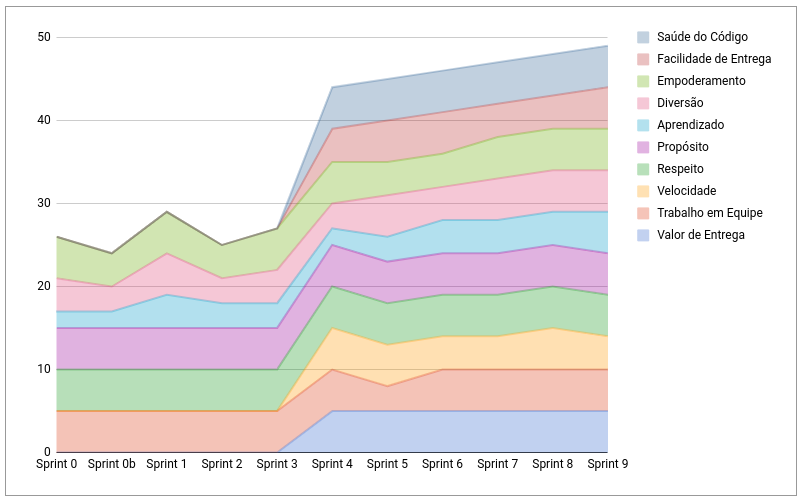 50
40
30
20
10
0
Sprint 0 Sprint 0b Sprint 1 Sprint 2 Sprint 3 Sprint 4 Sprint 5 Sprint 6 Sprint 7 Sprint 8 Sprint 9
Saúde do Código
Facilidade de Entrega
Empoderamento
Diversão
Aprendizado
Propósito
Respeito
Velocidade
Trabalho em Equipe
Valor de Entrega